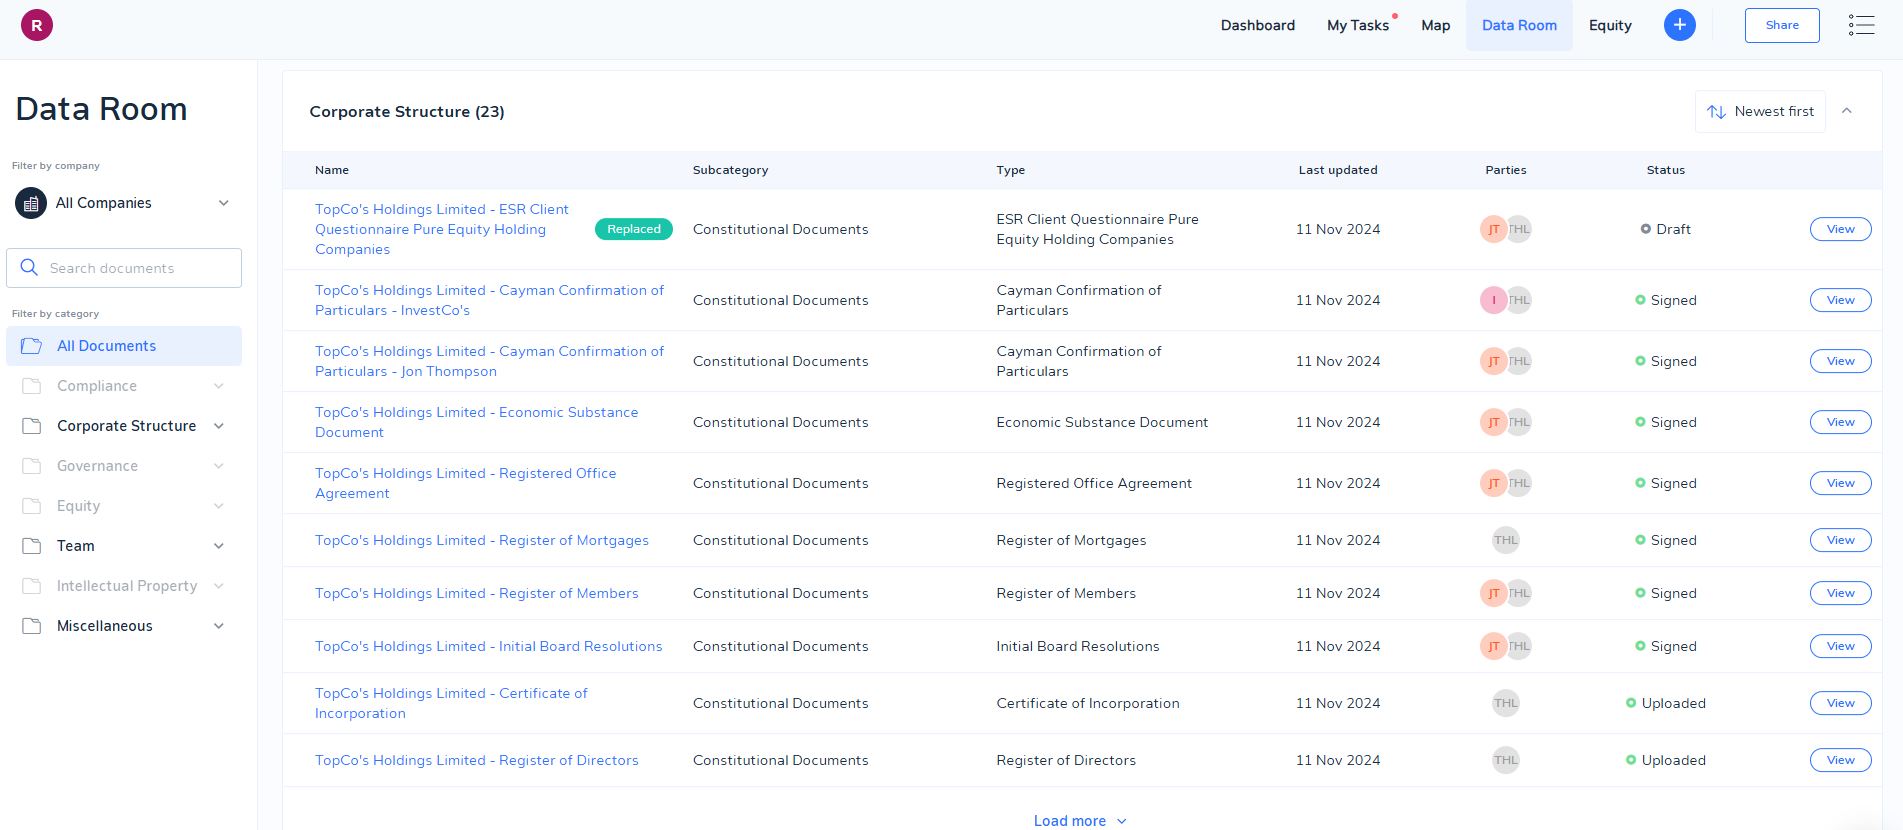 R
Dashboard My Tasks Map Data Room Equity + Share
Data Room
Filter by company
All Companies
Search documents
Filter by category
All Documents
Compliance
Corporate Structure
Governance
Equity
Team
Intellectual Property
Miscellaneous
Corporate Structure (23) Newest first
Name Subcategory Type Last updated Parties Status
TopCo's Holdings Limited - ESR Client
Questionnaire Pure Equity Holding
Companies
Replaced
Constitutional Documents
ESR Client Questionnaire Pure
Equity Holding Companies
11 Nov 2024 JT THL Draft View
TopCo's Holdings Limited - Cayman Confirmation of
Particulars - InvestCo's
Constitutional Documents
Cayman Confirmation of
Particulars
11 Nov 2024 I THL Signed View
TopCo's Holdings Limited - Cayman Confirmation of
Particulars - Jon Thompson
Constitutional Documents
Cayman Confirmation of
Particulars
11 Nov 2024 JT THL Signed View
TopCo's Holdings Limited - Economic Substance
Document
Constitutional Documents Economic Substance Document 11 Nov 2024 JT THL Signed View
TopCo's Holdings Limited - Registered Office
Agreement
Constitutional Documents Registered Office Agreement 11 Nov 2024 JT THL Signed View
TopCo's Holdings Limited - Register of Mortgages Constitutional Documents Register of Mortgages 11 Nov 2024 THL Signed View
TopCo's Holdings Limited - Register of Members Constitutional Documents Register of Members 11 Nov 2024 JT THL Signed View
TopCo's Holdings Limited - Initial Board Resolutions Constitutional Documents Initial Board Resolutions 11 Nov 2024 JT THL Signed View
TopCo's Holdings Limited - Certificate of
Incorporation
Constitutional Documents Certificate of Incorporation 11 Nov 2024 THL Uploaded View
TopCo's Holdings Limited - Register of Directors Constitutional Documents Register of Directors 11 Nov 2024 THL Uploaded View
Load more